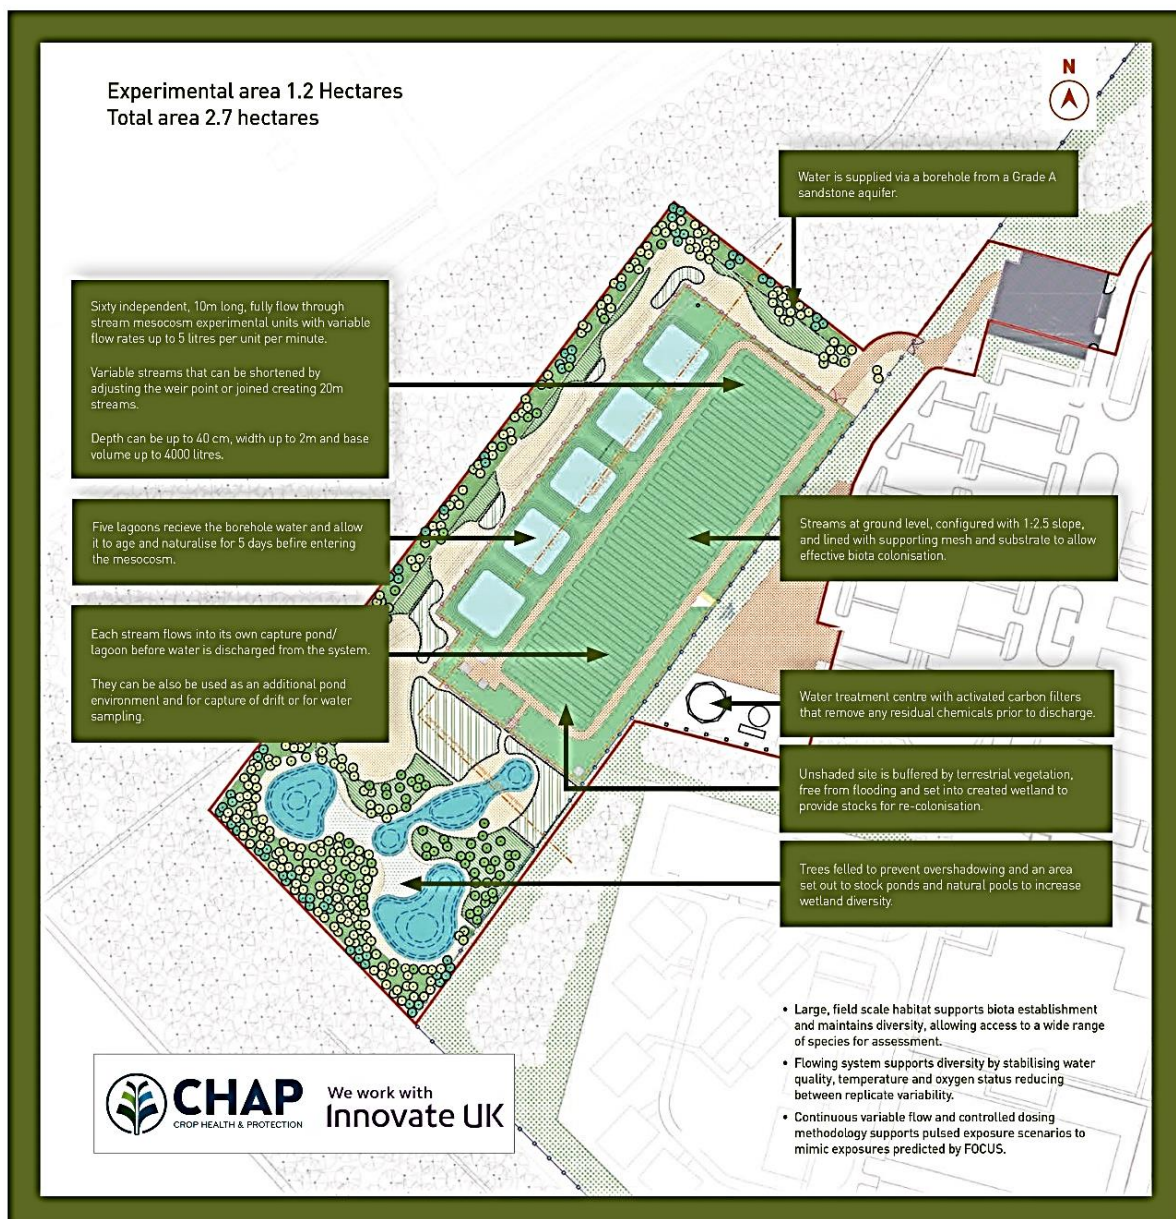 Experimental area 1.2 Hectares
Total area 2.7 hectares
N
Water is supplied via a borehole from a Grade A
sandstone aquifer.
Sixty independent, 10m long, fully flow through
stream mesocosm experimental units with variable
flow rates up to 5 litres per unit per minute.
Variable streams that can be shortened by
adjusting the weir point or joined creating 20m
streams.
Depth can be up to 40 cm, width up to 2m and base
volume up to 4000 litres.
Five lagoons recieve the borehole water and allow
it to age and naturalise for 5 days befire entering
the mesocosm.
Streams at ground level, configured with 1:2.5 slope,
and lined with supporting mesh and substrate to allow
effective biota colonisation.
Each stream flows into its own capture pond/
lagoon before water is discharged from the system.
They can be also be used as an additional pond
environment and for capture of drift or for water
sampling.
Water treatment centre with activated carbon filters
that remove any residual chemicals prior to discharge.
Unshaded site is buffered by terrestrial vegetation,
free from flooding and set into created wetland to
provide stocks for re-colonisation.
Trees felled to prevent overshadowing and an area
set out to stock ponds and natural pools to increase
wetland diversity.
• Large, field scale habitat supports biota establishment
and maintains diversity, allowing access to a wide range
of species for assessment.
• Flowing system supports diversity by stabilising water
quality, temperature and oxygen status reducing
between replicate variability.
• Continuous variable flow and controlled dosing
methodology supports pulsed exposure scenarios to
mimic exposures predicted by FOCUS.
CHAP
CROP HEALTH & PROTECTION
We work with
Innovate UK